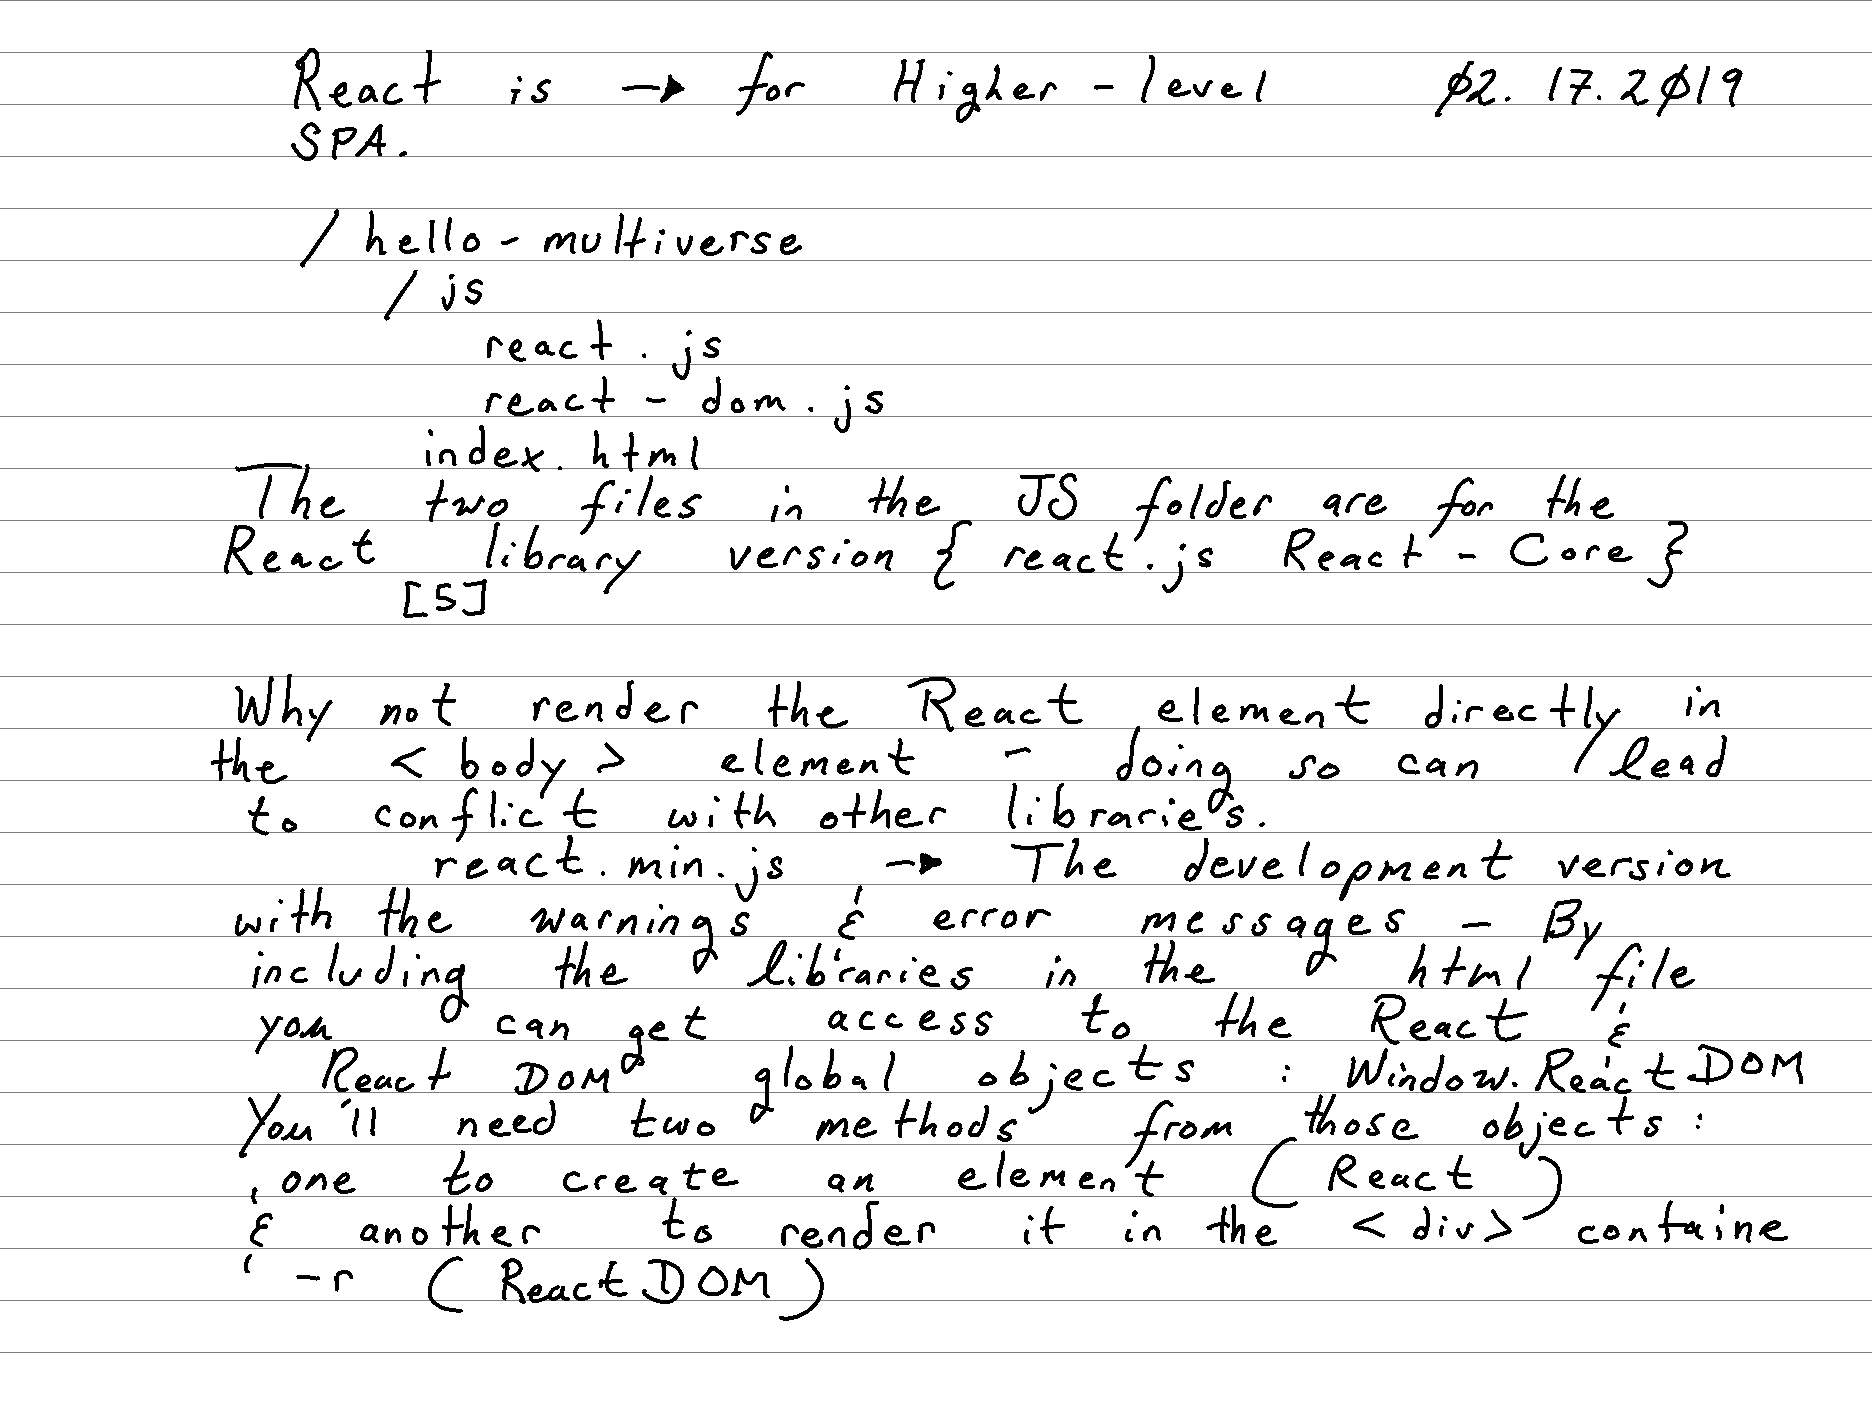 React is → for Higher-level 02.17.2019
SPA.
/hello-multiverse
/js
react.js
react-dom.js
index.html
The two files in the JS folder are for the
React library version { react.js React-Core }
[5]
Why not render the React element directly in
the <body> element - doing so can lead
to conflict with other libraries.
react.min.js → The development version
with the warnings & error messages - By
including the libraries in the html file
you can get access to the React &
React DOM global objects : Window.ReactDOM
You'll need two methods from those objects :
one to create an element (React)
& another to render it in the <div> containe
-r (ReactDOM)